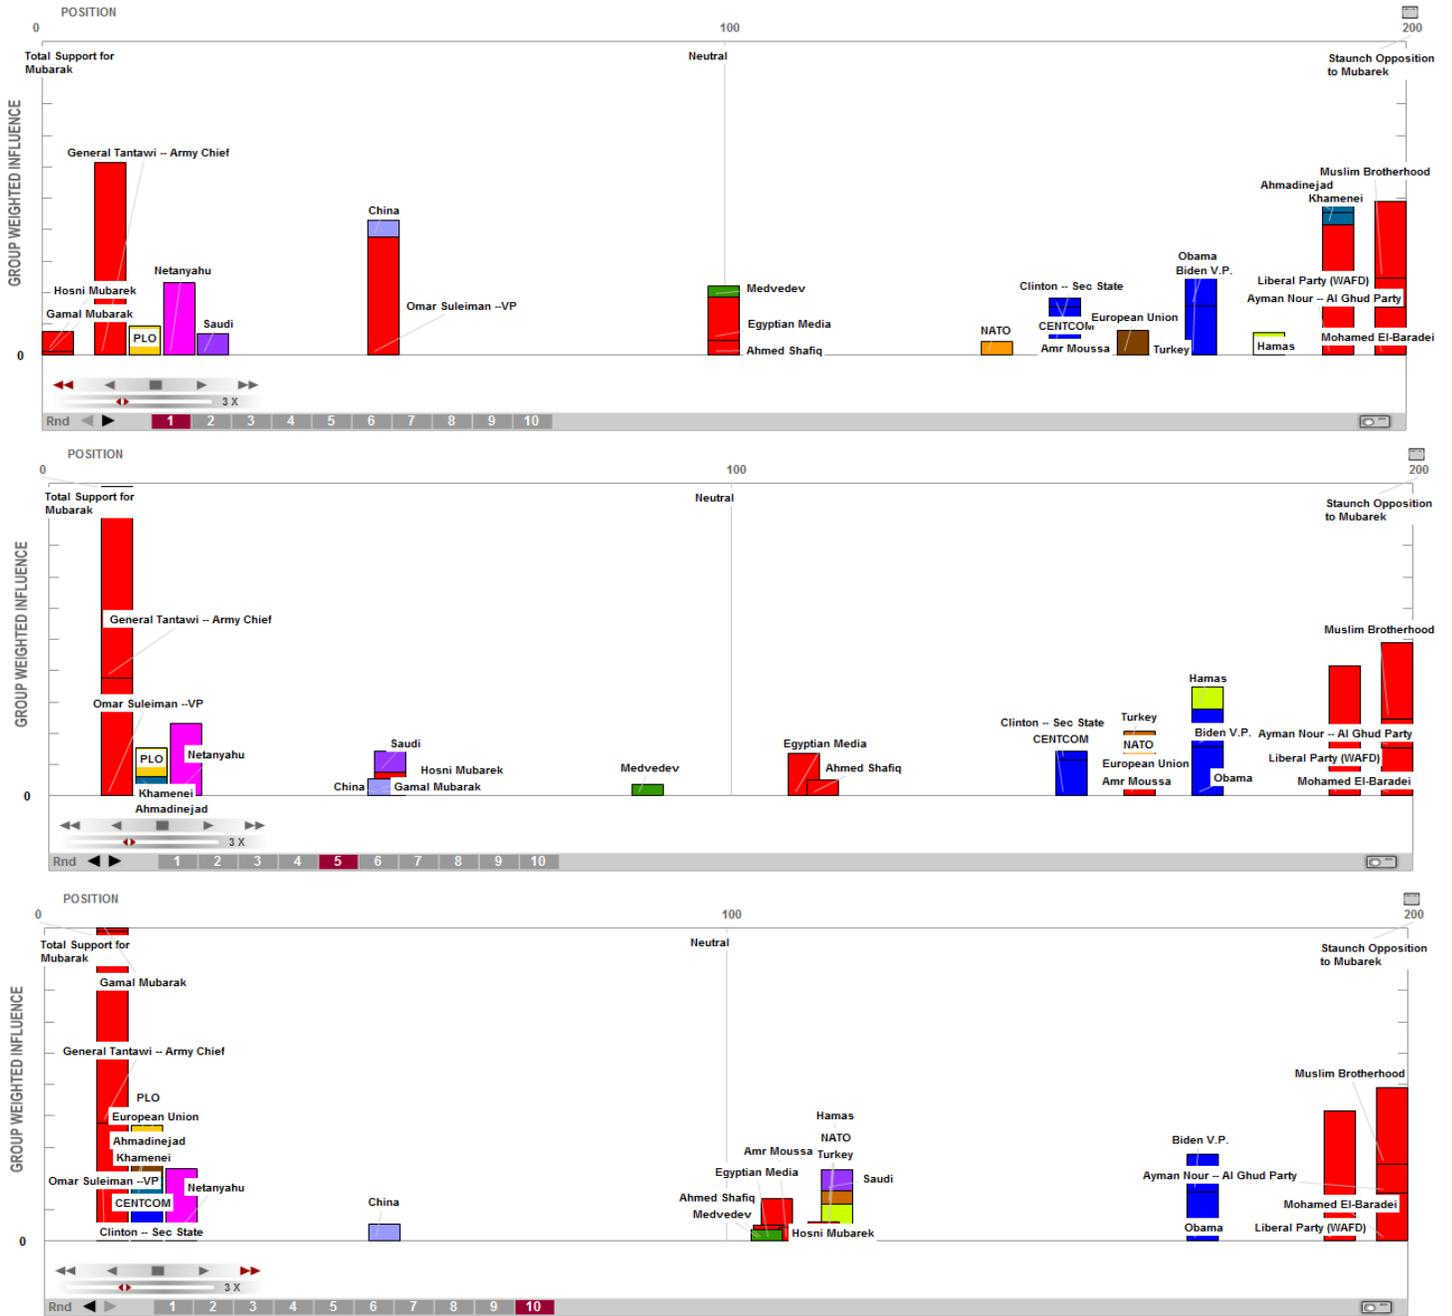 POSITION
0
100
200
Total Support for
Mubarak
Neutral
Staunch Opposition
to Mubarek
GROUP WEIGHTED INFLUENCE
General Tantawi -- Army Chief
Muslim Brotherhood
Ahmadinejad
Khamenei
China
Obama
Biden V.P.
Netanyahu
Liberal Party (WAFD)
Clinton -- Sec State
Medvedev
Hosni Mubarek
Ayman Nour -- Al Ghud Party
Omar Suleiman --VP
Gamal Mubarak
European Union
Saudi
Egyptian Media
NATO
CENTCOM
PLO
Mohamed El-Baradei
Hamas
Ahmed Shafiq
Amr Moussa
Turkey
0
3 X
Rnd
1 2 3 4 5 6 7 8 9 10
POSITION
0
100
200
Total Support for
Mubarak
Neutral
Staunch Opposition
to Mubarek
GROUP WEIGHTED INFLUENCE
General Tantawi -- Army Chief
Muslim Brotherhood
Hamas
Omar Suleiman --VP
Turkey
Clinton -- Sec State
Biden V.P.
Ayman Nour -- Al Ghud Party
CENTCOM
Saudi
Egyptian Media
NATO
PLO
Netanyahu
Liberal Party (WAFD)
European Union
Hosni Mubarek
Medvedev
Ahmed Shafiq
Obama
Amr Moussa
Mohamed El-Baradei
China
Gamal Mubarak
Khamenei
Ahmadinejad
0
3 X
Rnd
1 2 3 4 5 6 7 8 9 10
POSITION
0
100
200
Total Support for
Mubarak
Neutral
Staunch Opposition
to Mubarek
GROUP WEIGHTED INFLUENCE
Gamal Mubarak
General Tantawi -- Army Chief
Muslim Brotherhood
PLO
European Union
Hamas
NATO
Ahmadinejad
Biden V.P.
Amr Moussa
Turkey
Khamenei
Egyptian Media
Ayman Nour -- Al Ghud Party
Saudi
Omar Suleiman --VP
Netanyahu
Ahmed Shafiq
CENTCOM
China
Mohamed El-Baradei
Medvedev
Obama
Liberal Party (WAFD)
Clinton -- Sec State
Hosni Mubarek
0
3 X
Rnd
1 2 3 4 5 6 7 8 9 10